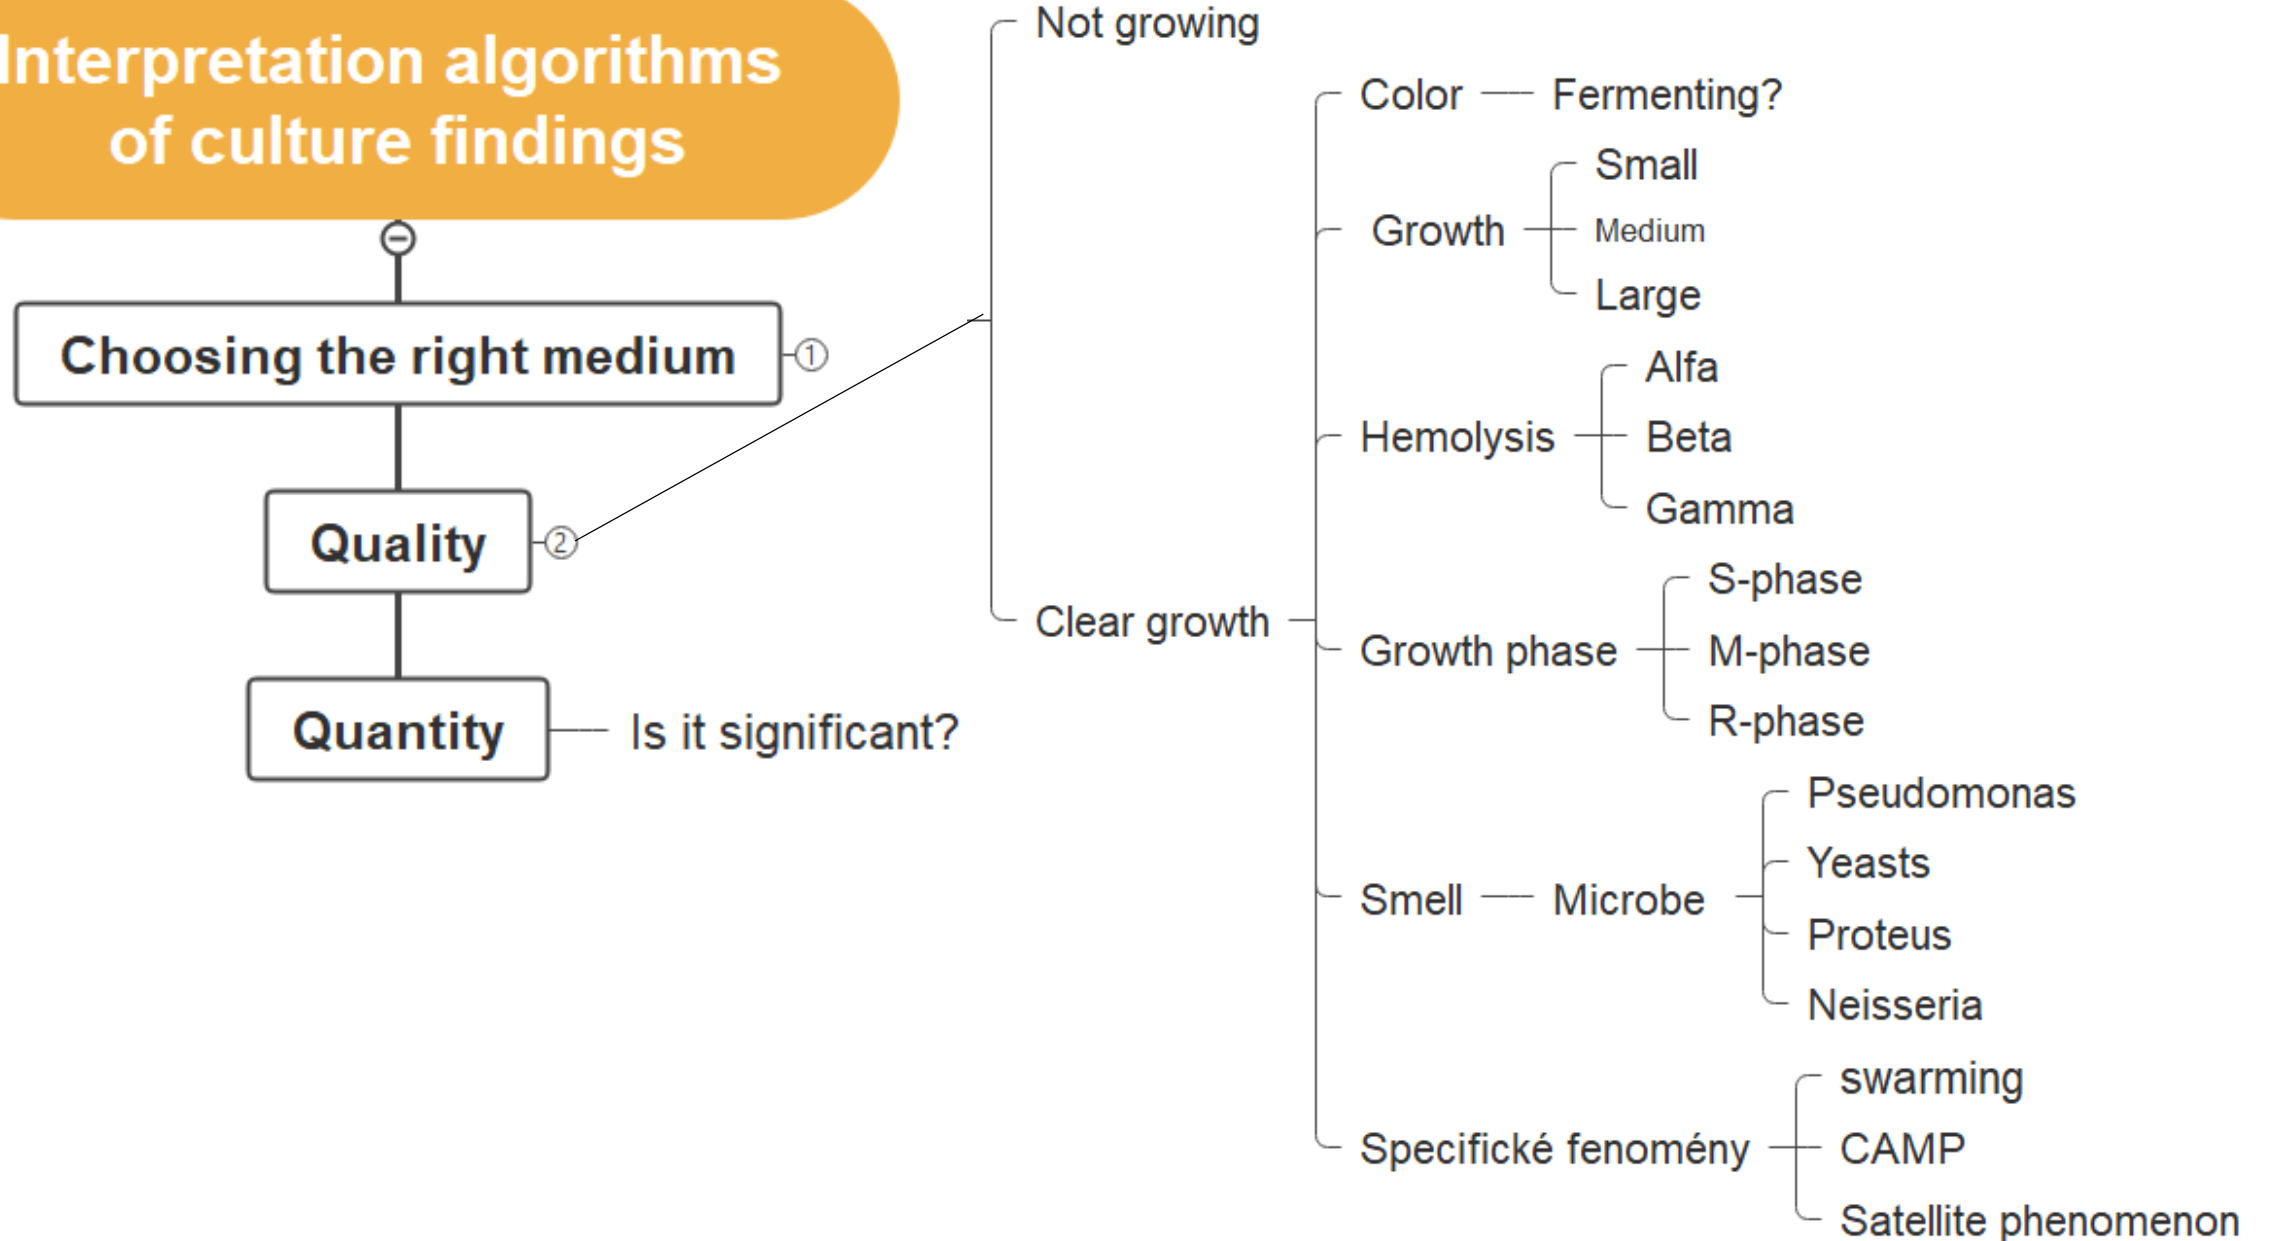 Interpretation algorithms
of culture findings
Choosing the right medium
1
Quality
2
Quantity
Is it significant?
Not growing
Clear growth
Color
Fermenting?
Growth
Small
Medium
Large
Hemolysis
Alfa
Beta
Gamma
Growth phase
S-phase
M-phase
R-phase
Smell
Microbe
Pseudomonas
Yeasts
Proteus
Neisseria
Specifické fenomény
swarming
CAMP
Satellite phenomenon